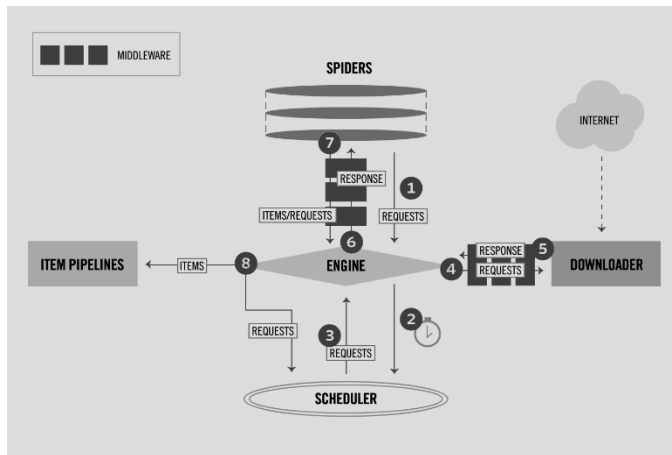 MIDDLEWARE
SPIDERS
INTERNET
7
RESPONSE
1
ITEMS/REQUESTS
REQUESTS
6
RESPONSE
5
ITEM PIPELINES
ITEMS
8
ENGINE
4
REQUESTS
DOWNLOADER
2
REQUESTS
3
REQUESTS
SCHEDULER